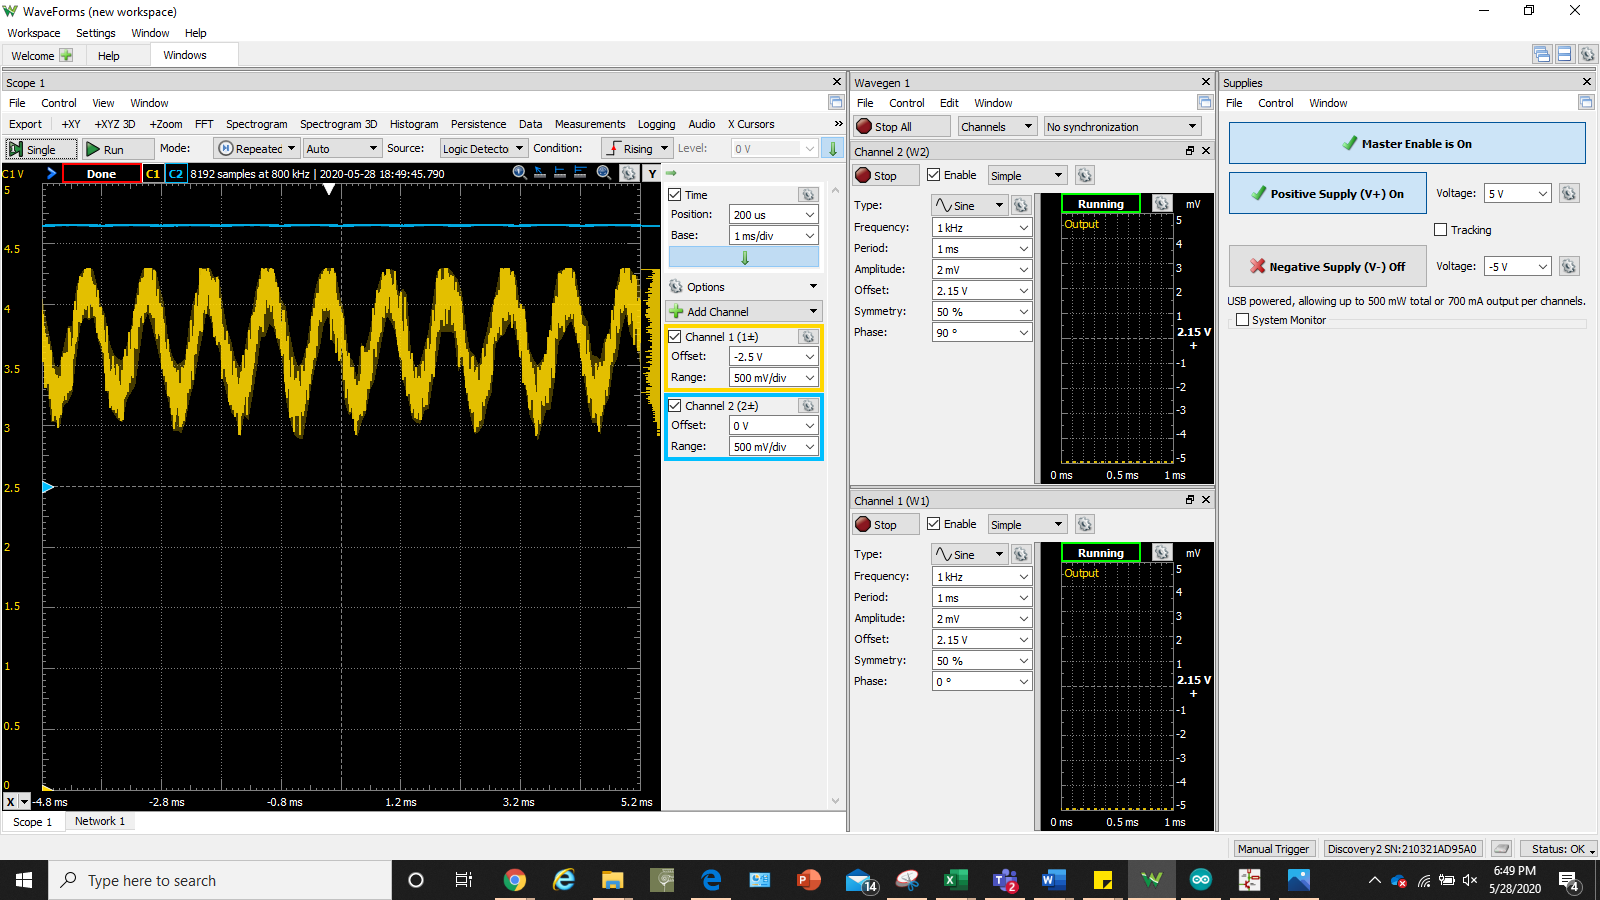 WaveForms (new workspace)
Workspace Settings Window Help
Welcome Help Windows
Scope 1
File Control View Window
Export +XY +XYZ 3D +Zoom FFT Spectrogram Spectrogram 3D Histogram Persistence Data Measurements Logging Audio X Cursors »
Single Run Mode: Repeated Auto Source: Logic Detecto Condition: Rising Level: 0 V
C1 V Done C1 C2 8192 samples at 800 kHz | 2020-05-28 18:49:45.790 Y
5
4.5
4
3.5
3
2.5
2
1.5
1
0.5
0
X -4.8 ms -2.8 ms -0.8 ms 1.2 ms 3.2 ms 5.2 ms
Scope 1 Network 1
Time
Position: 200 us
Base: 1 ms/div
Options
Add Channel
Channel 1 (1±)
Offset: -2.5 V
Range: 500 mV/div
Channel 2 (2±)
Offset: 0 V
Range: 500 mV/div
Wavegen 1
File Control Edit Window
Stop All Channels No synchronization
Channel 2 (W2)
Stop Enable Simple
Type: Sine
Frequency: 1 kHz
Period: 1 ms
Amplitude: 2 mV
Offset: 2.15 V
Symmetry: 50 %
Phase: 90 °
Running mV
Output
5
4
3
2
1
2.15 V
+
-1
-2
-3
-4
-5
0 ms 0.5 ms 1 ms
Channel 1 (W1)
Stop Enable Simple
Type: Sine
Frequency: 1 kHz
Period: 1 ms
Amplitude: 2 mV
Offset: 2.15 V
Symmetry: 50 %
Phase: 0 °
Running mV
Output
5
4
3
2
1
2.15 V
+
-1
-2
-3
-4
-5
0 ms 0.5 ms 1 ms
Supplies
File Control Window
Master Enable is On
Positive Supply (V+) On Voltage: 5 V
Tracking
Negative Supply (V-) Off Voltage: -5 V
USB powered, allowing up to 500 mW total or 700 mA output per channels.
System Monitor
Manual Trigger Discovery2 SN:210321AD95A0 Status: OK
Type here to search
14
2
6:49 PM
5/28/2020
4